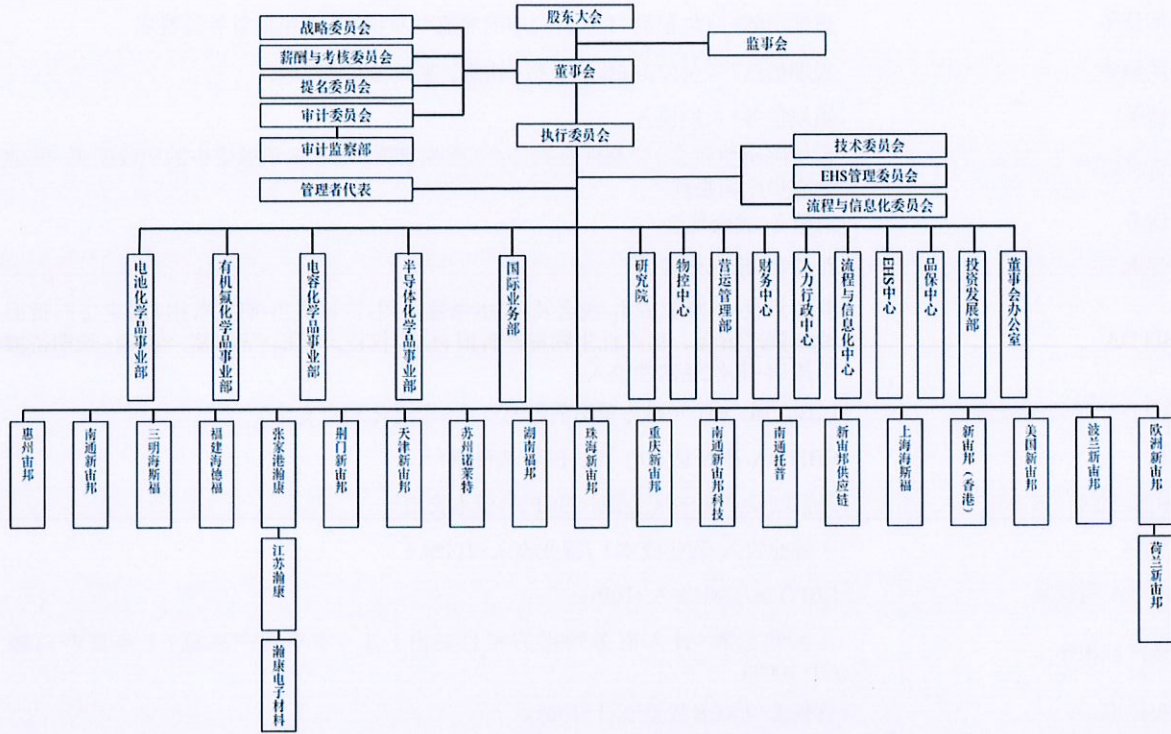 股东大会
战略委员会
监事会
薪酬与考核委员会
董事会
提名委员会
审计委员会
执行委员会
审计监察部
技术委员会
EHS管理委员会
管理者代表
流程与信息化委员会
电池化学品事业部
有机氟化学品事业部
电容化学品事业部
半导体化学品事业部
国际业务部
研究院
物控中心
营运管理部
财务中心
人力行政中心
流程与信息化中心
EHS中心
品保中心
投资发展部
董事会办公室
惠州宙邦
南通新宙邦
三明海斯福
福建海德福
张家港瀚康
荆门新宙邦
天津新宙邦
苏州诺莱特
湖南福邦
珠海新宙邦
重庆新宙邦
南通新宙邦科技
南通托普
新宙邦供应链
上海海斯福
新宙邦（香港）
美国新宙邦
波兰新宙邦
欧洲新宙邦
江苏瀚康
荷兰新宙邦
瀚康电子材料